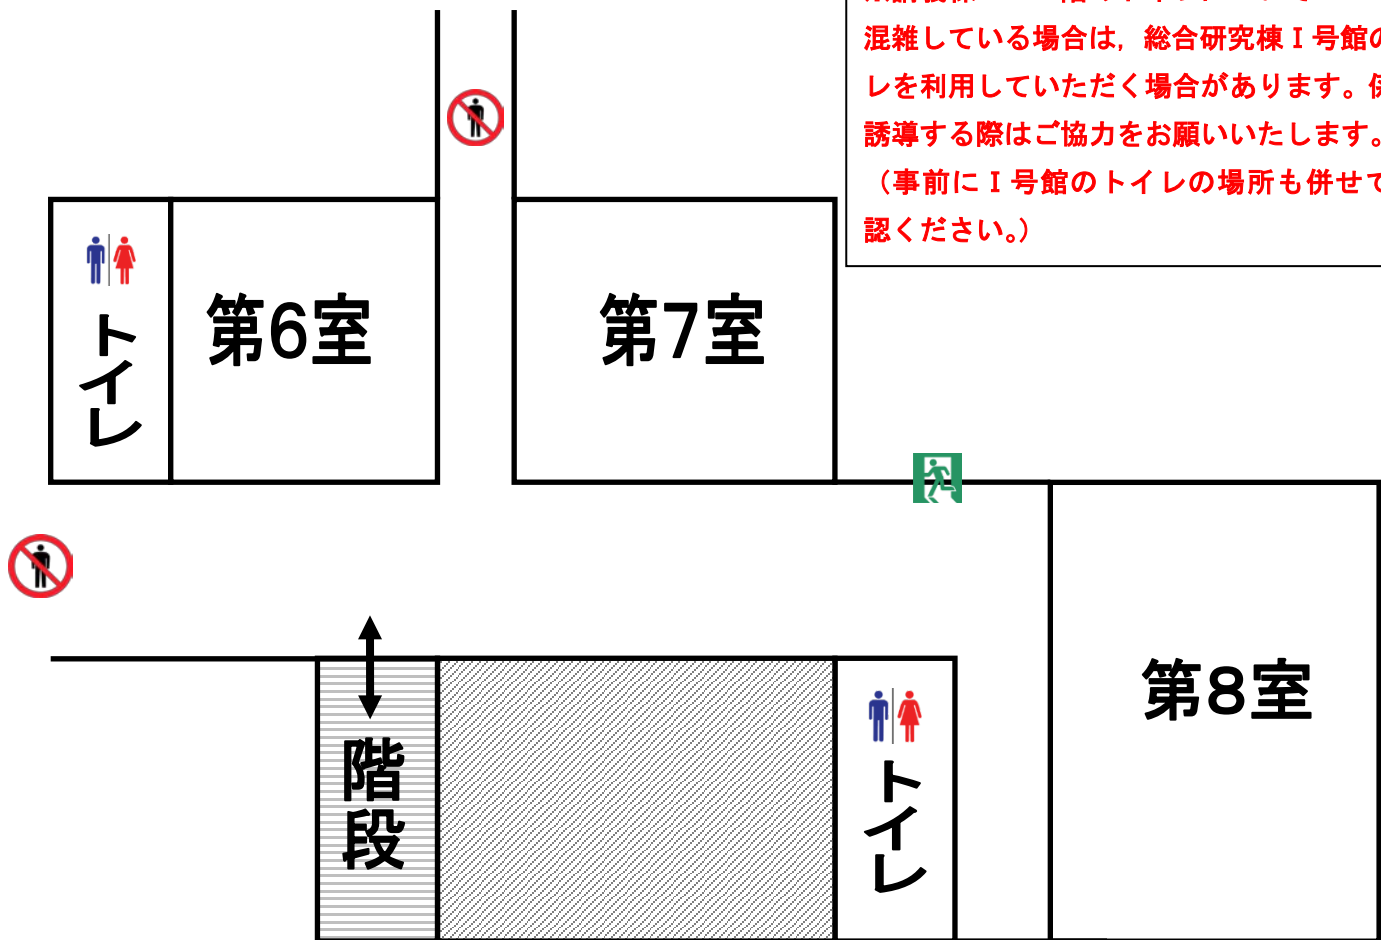 混雑している場合は，総合研究棟Ⅰ号館の
レを利用していただく場合があります。
誘導する際はご協力をお願いいたします。
（事前にⅠ号館のトイレの場所も併せて
認ください。）
トイレ
第6室
第7室
第8室
階段
トイレ